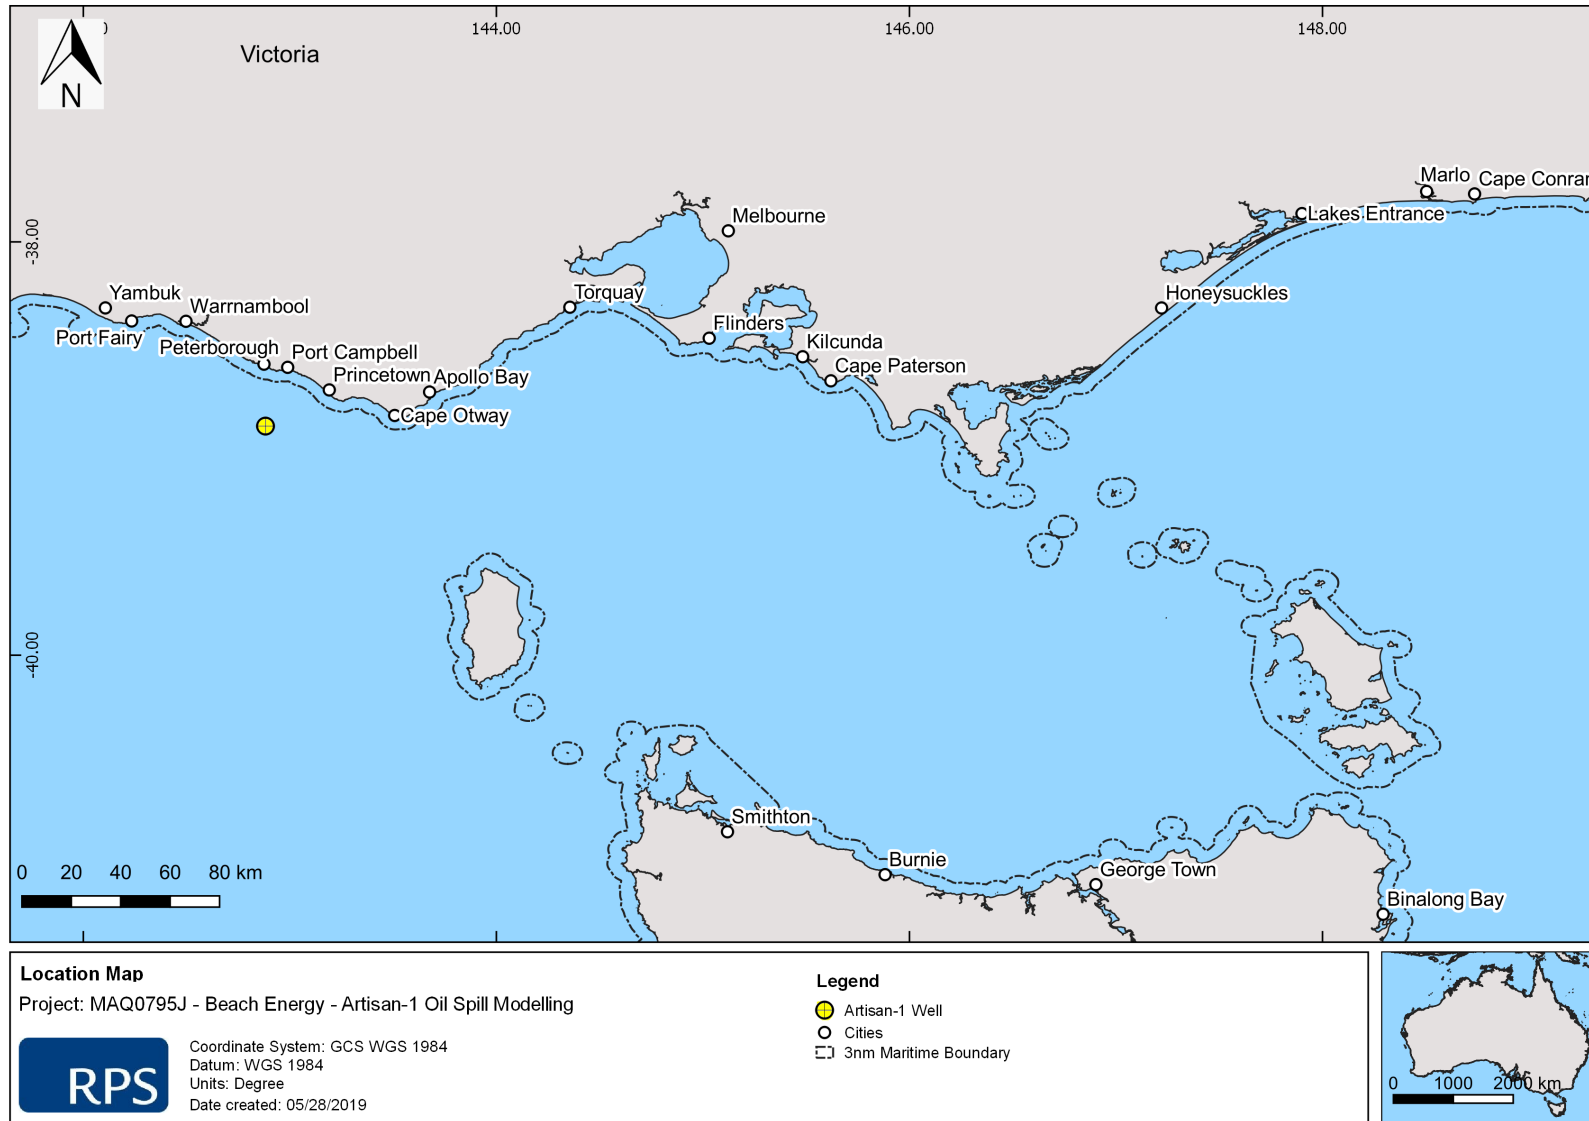 0
144.00
146.00
148.00
N
Victoria
-38.00
-40.00
Marlo
Cape Conran
Lakes Entrance
Melbourne
Honeysuckles
Yambuk
Warrnambool
Port Fairy
Torquay
Flinders
Peterborough
Port Campbell
Kilcunda
Princetown
Apollo Bay
Cape Paterson
Cape Otway
Smithton
Burnie
George Town
Binalong Bay
0 20 40 60 80 km
Location Map
Project: MAQ0795J - Beach Energy - Artisan-1 Oil Spill Modelling
RPS
Coordinate System: GCS WGS 1984
Datum: WGS 1984
Units: Degree
Date created: 05/28/2019
Legend
Artisan-1 Well
Cities
3nm Maritime Boundary
0 1000 2000 km